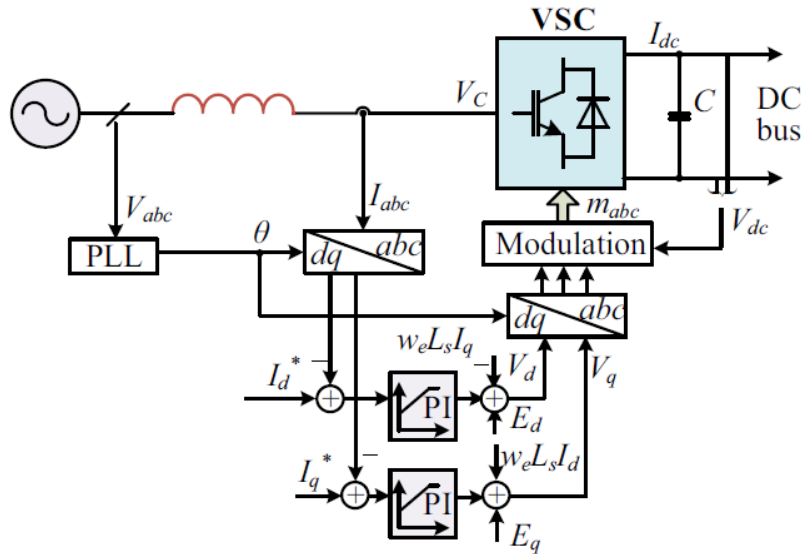 VSC
I_dc
V_C
C
DC
bus
V_abc
I_abc
m_abc
V_dc
θ
PLL
dq
abc
Modulation
dq
abc
w_eL_sI_q
−
−
V_d
V_q
I_d*
+
PI
+
E_d
w_eL_sI_d
−
I_q*
+
PI
+
E_q